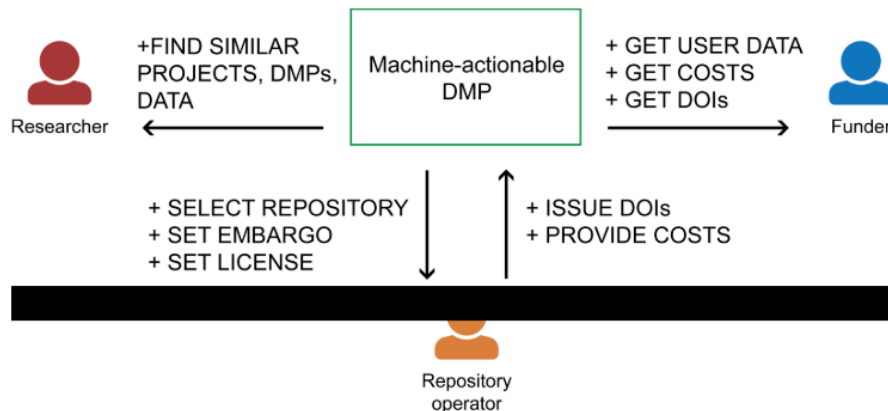 +FIND SIMILAR
PROJECTS, DMPs,
DATA
Researcher
Machine-actionable
DMP
+ GET USER DATA
+ GET COSTS
+ GET DOIs
Funder
+ SELECT REPOSITORY
+ SET EMBARGO
+ SET LICENSE
+ ISSUE DOIs
+ PROVIDE COSTS
Repository
operator